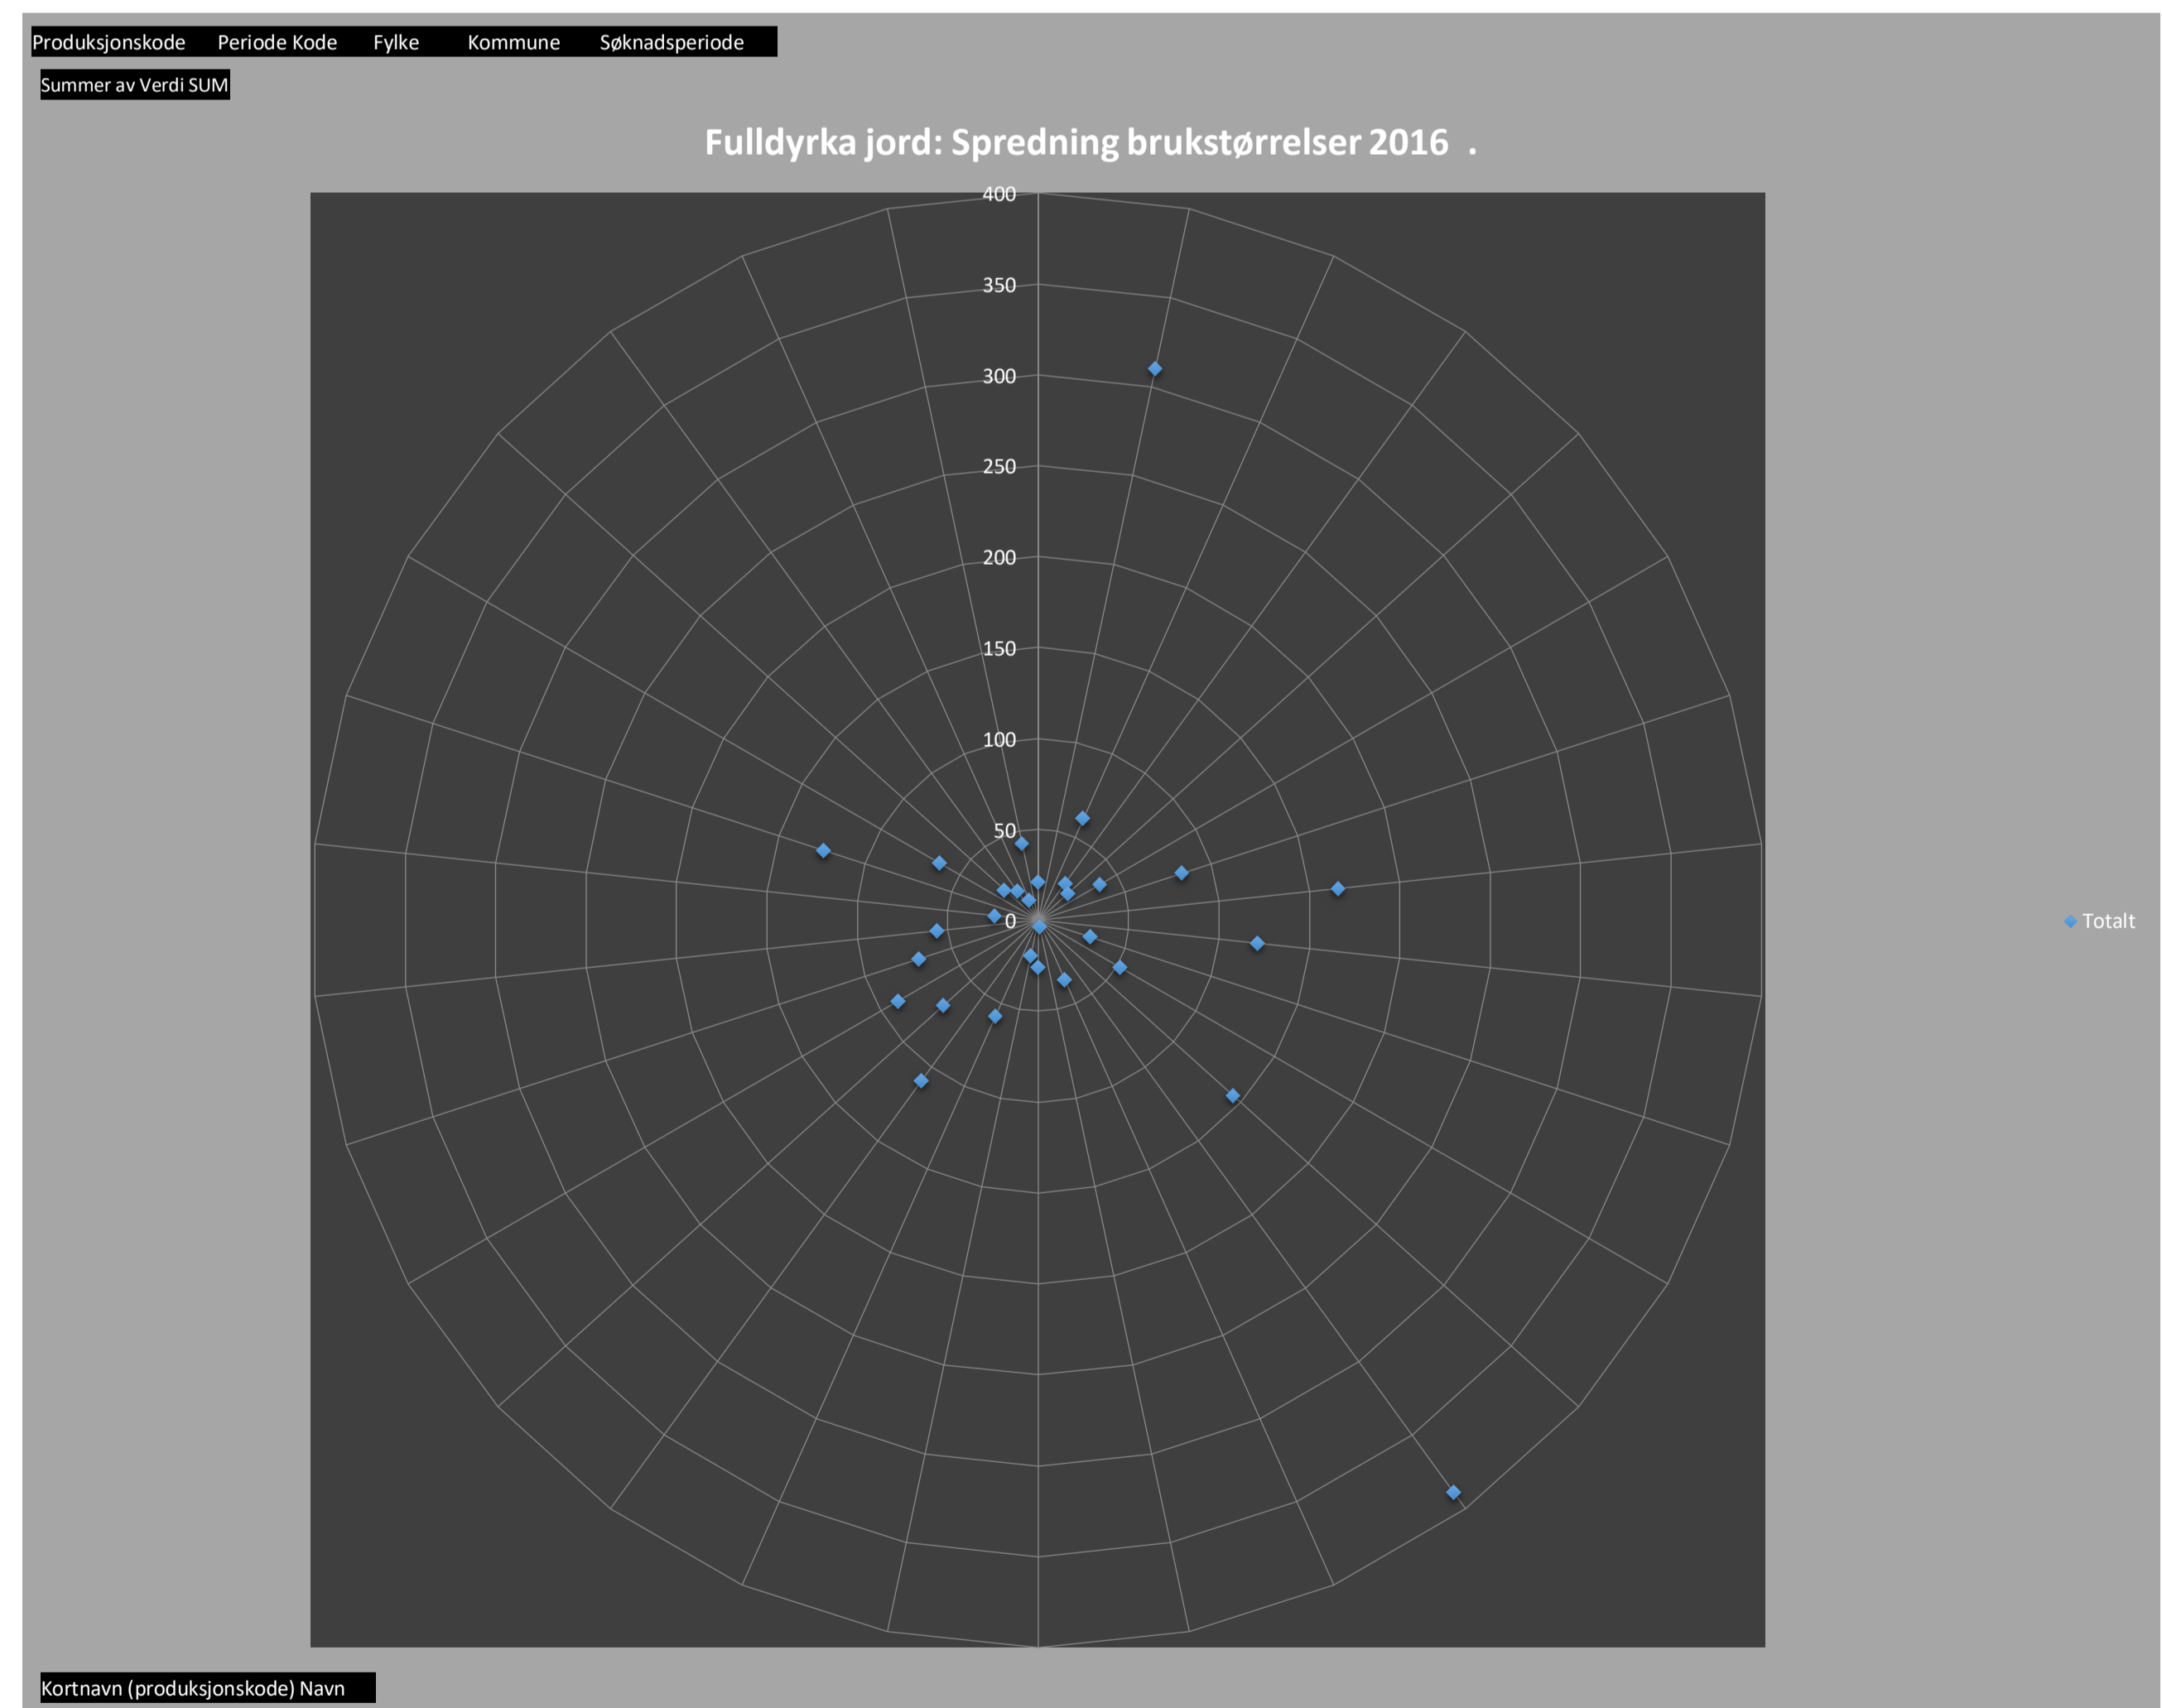 Produksjonskode Periode Kode Fylke Kommune Søknadsperiode
Summer av Verdi SUM
Fulldyrka jord: Spredning brukstørrelser 2016 .
400
350
300
250
200
150
100
50
0
Totalt
Kortnavn (produksjonskode) Navn